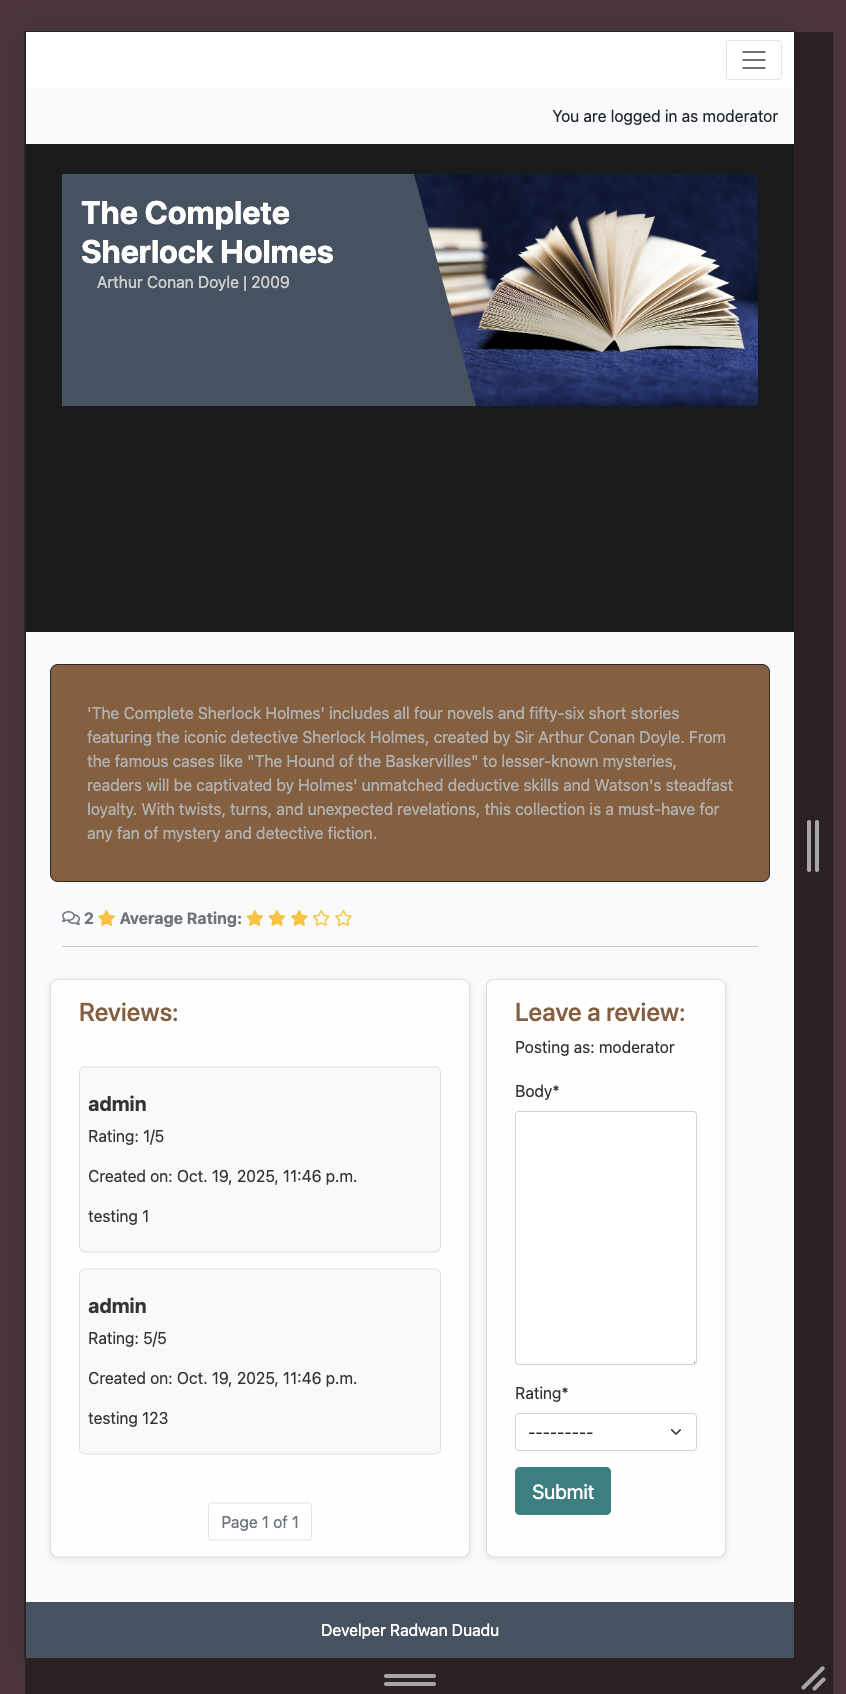 You are logged in as moderator
The Complete
Sherlock Holmes
Arthur Conan Doyle | 2009
'The Complete Sherlock Holmes' includes all four novels and fifty-six short stories
featuring the iconic detective Sherlock Holmes, created by Sir Arthur Conan Doyle. From
the famous cases like "The Hound of the Baskervilles" to lesser-known mysteries,
readers will be captivated by Holmes' unmatched deductive skills and Watson's steadfast
loyalty. With twists, turns, and unexpected revelations, this collection is a must-have for
any fan of mystery and detective fiction.
2 Average Rating:
Reviews:
admin
Rating: 1/5
Created on: Oct. 19, 2025, 11:46 p.m.
testing 1
admin
Rating: 5/5
Created on: Oct. 19, 2025, 11:46 p.m.
testing 123
Page 1 of 1
Leave a review:
Posting as: moderator
Body*
Rating*
---------
Submit
Develper Radwan Duadu